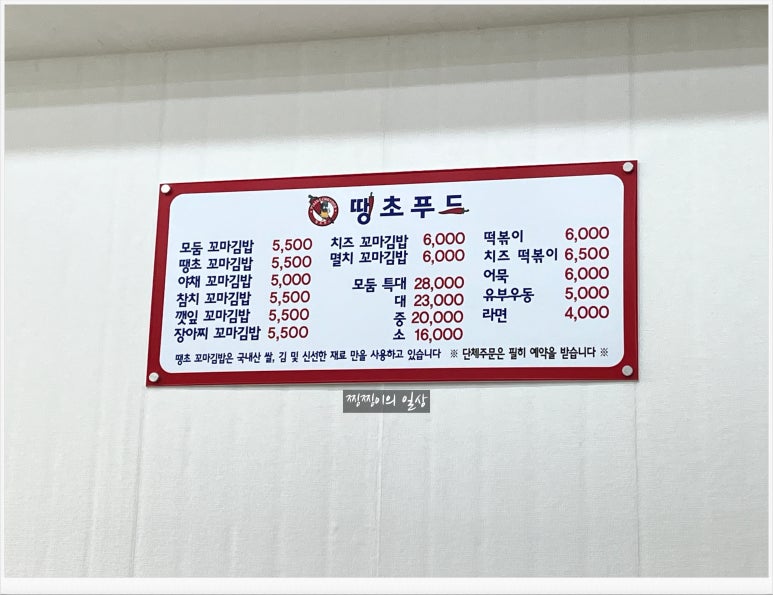 땡초푸드
모둠 꼬마김밥 5,500
땡초 꼬마김밥 5,500
야채 꼬마김밥 5,000
참치 꼬마김밥 5,500
깻잎 꼬마김밥 5,500
장아찌 꼬마김밥 5,500
치즈 꼬마김밥 6,000
멸치 꼬마김밥 6,000
모둠 특대 28,000
대 23,000
중 20,000
소 16,000
떡볶이 6,000
치즈 떡볶이 6,500
어묵 6,000
유부우동 5,000
라면 4,000
땡초 꼬마김밥은 국내산 쌀, 김 및 신선한 재료 만을 사용하고 있습니다 ※ 단체주문은 필히 예약을 받습니다 ※
찡찡이의 일상